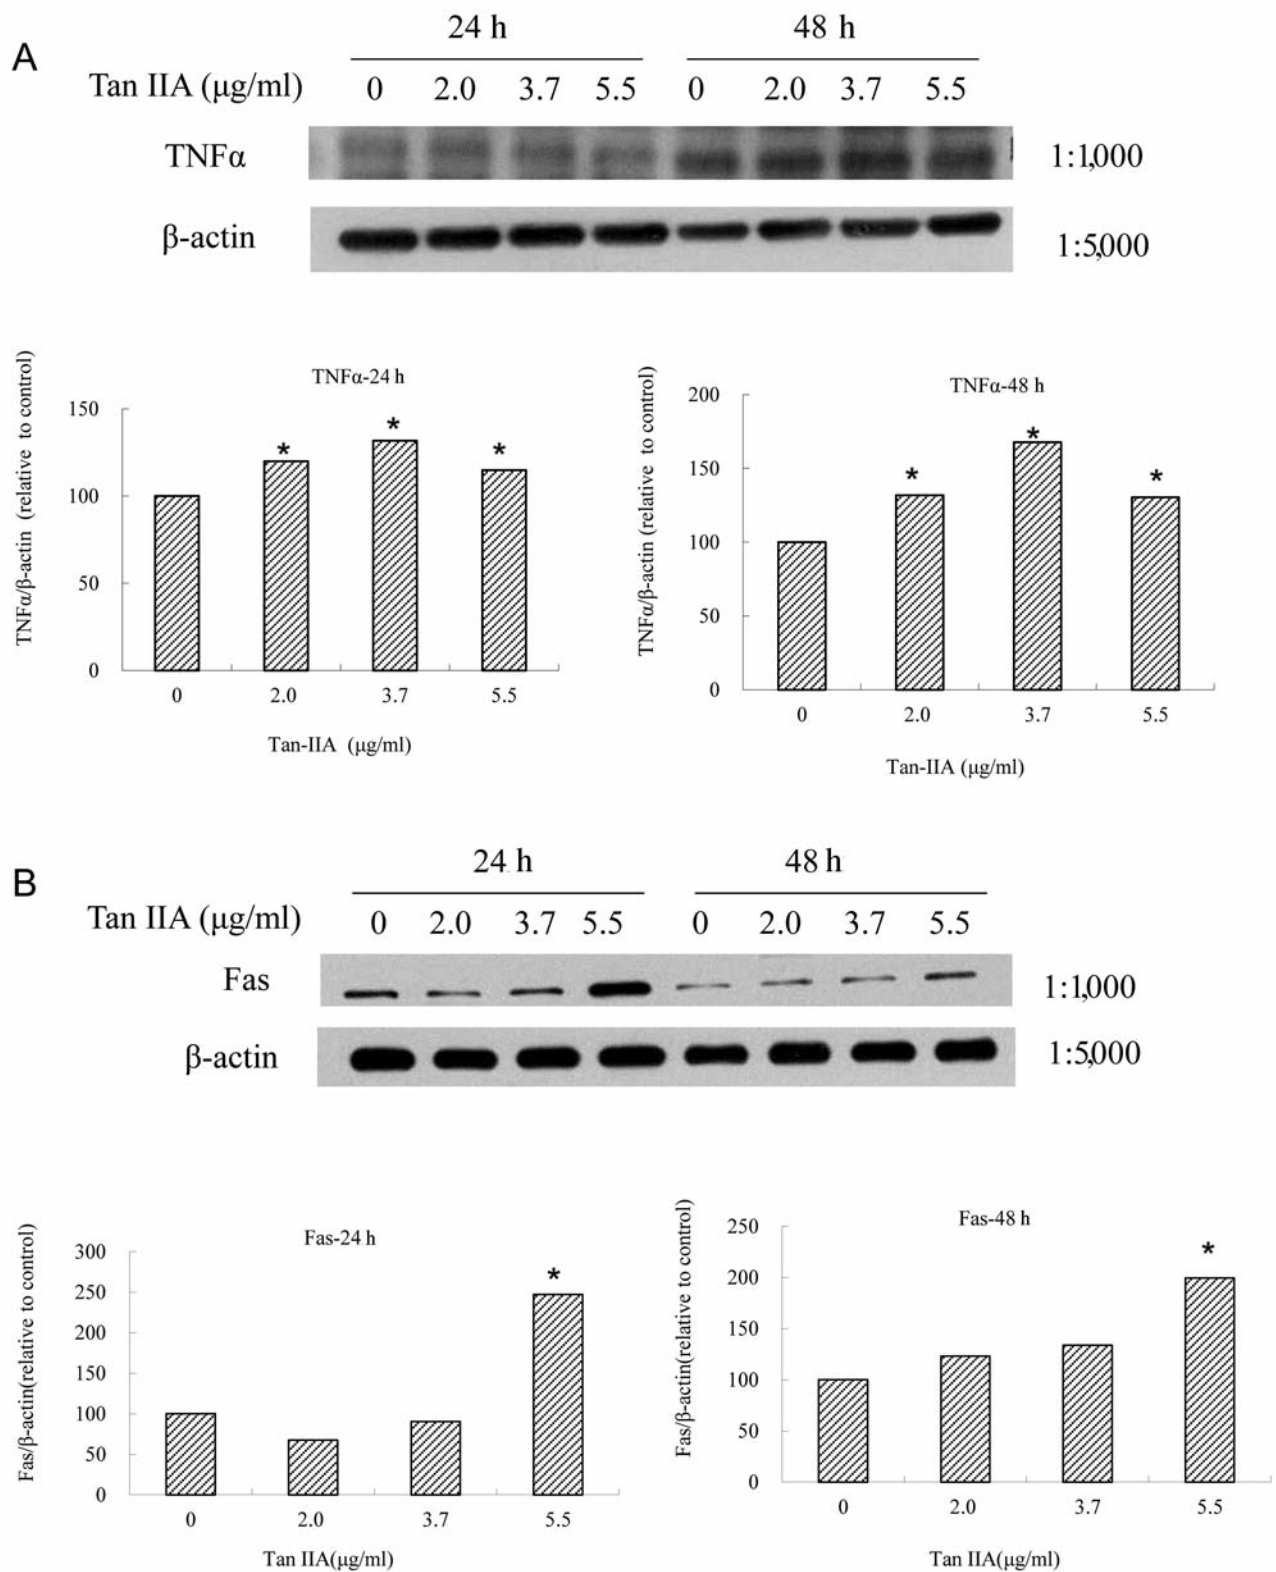 A
24 h 48 h
Tan IIA (μg/ml) 0 2.0 3.7 5.5 0 2.0 3.7 5.5
TNFα 1:1,000
β-actin 1:5,000
TNFα-24 h
TNFα/β-actin (relative to control)
150
100
50
0
0 2.0 3.7 5.5
* * *
Tan-IIA (μg/ml)
TNFα-48 h
TNFα/β-actin (relative to control)
200
150
100
50
0
0 2.0 3.7 5.5
* * *
Tan-IIA (μg/ml)
B
24 h 48 h
Tan IIA (μg/ml) 0 2.0 3.7 5.5 0 2.0 3.7 5.5
Fas 1:1,000
β-actin 1:5,000
Fas-24 h
Fas/β-actin(relative to control)
300
250
200
150
100
50
0
0 2.0 3.7 5.5
*
Tan IIA(μg/ml)
Fas-48 h
Fas/β-actin(relative to control)
250
200
150
100
50
0
0 2.0 3.7 5.5
*
Tan IIA(μg/ml)